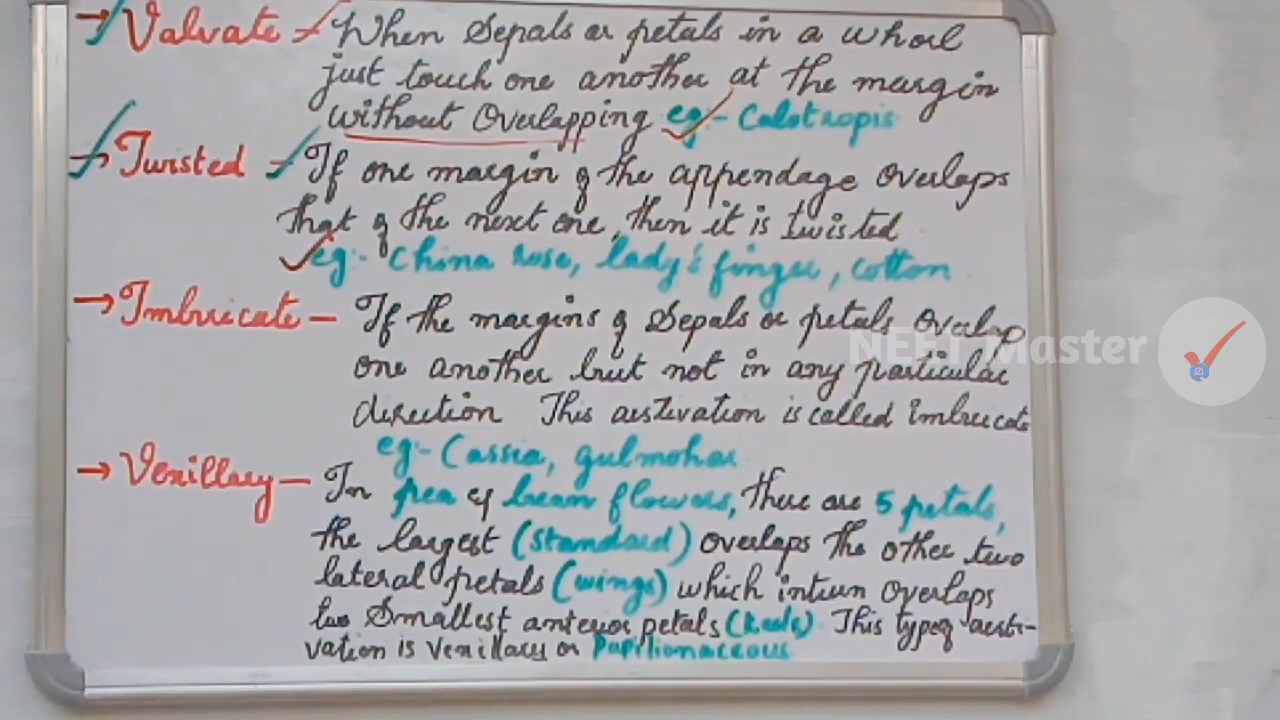 → Valvate - When Sepals or petals in a whorl
just touch one another at the margin
without Overlapping eg:- Calotropis
→ Twisted - If one margin of the appendage overlaps
that of the next one, then it is twisted
eg:- China rose, lady's finger, cotton
→ Imbricate - If the margins of Sepals or petals overlap
one another but not in any particular
direction This aestivation is called imbricate
eg:- Cassia, gulmohar
→ Vexillary - In pea & bean flowers, there are 5 petals,
the largest (standard) overlaps the other two
lateral petals (wings) which inturn overlaps
two Smallest anterior petals (keels) This type of aesti-
vation is vexillary or Papilionaceous
NEET Master